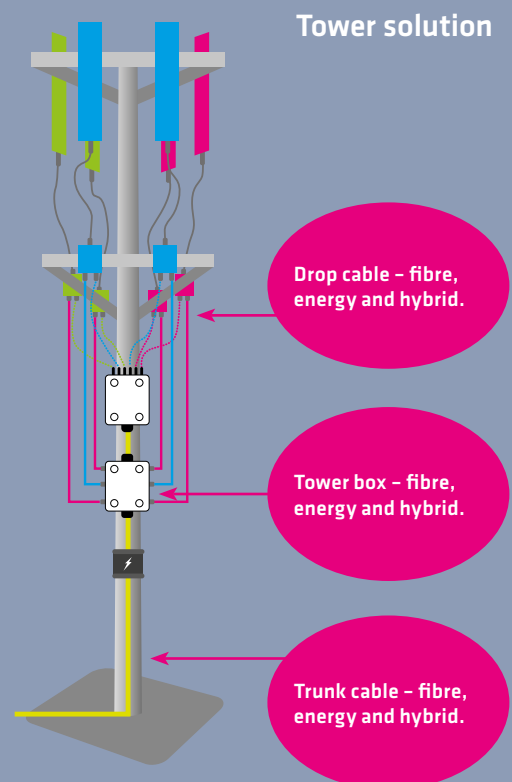 Tower solution
Drop cable – fibre,
energy and hybrid.
Tower box – fibre,
energy and hybrid.
Trunk cable – fibre,
energy and hybrid.